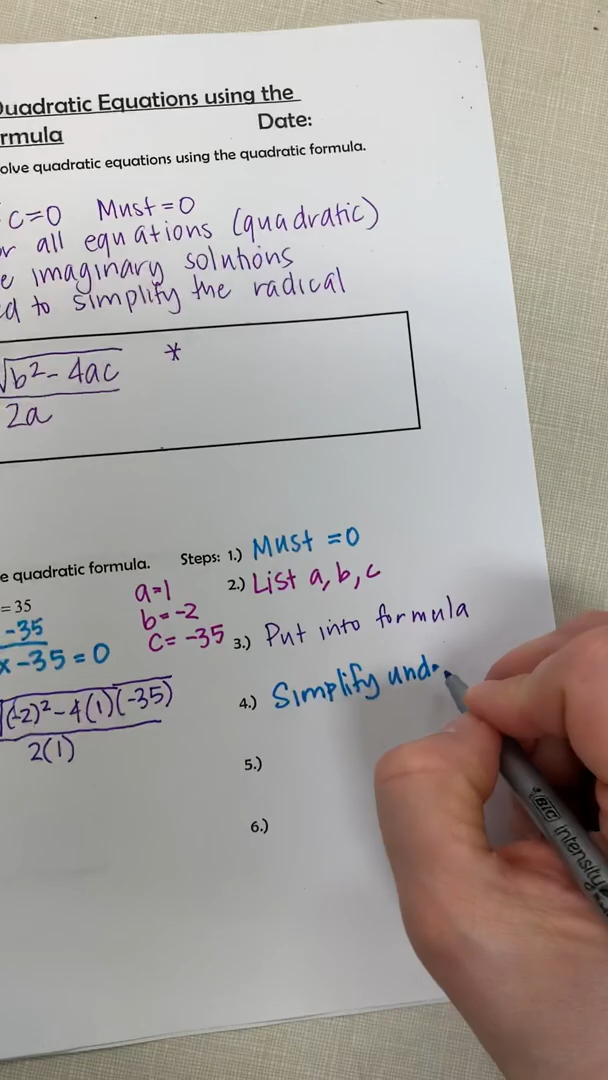 Quadratic Equations using the
rmula Date:
olve quadratic equations using the quadratic formula.
c=0 Must=0
or all equations (quadratic)
e imaginary solutions
ed to simplify the radical
√b²-4ac *
2a
e quadratic formula. Steps: 1.) Must =0
= 35
-35
x-35=0
a=1
b=-2
c=-35
2.) List a, b, c
3.) Put into formula
√(-2)²-4(1)(-35)
2(1)
4.) Simplify und
5.)
6.)
BIC intensity